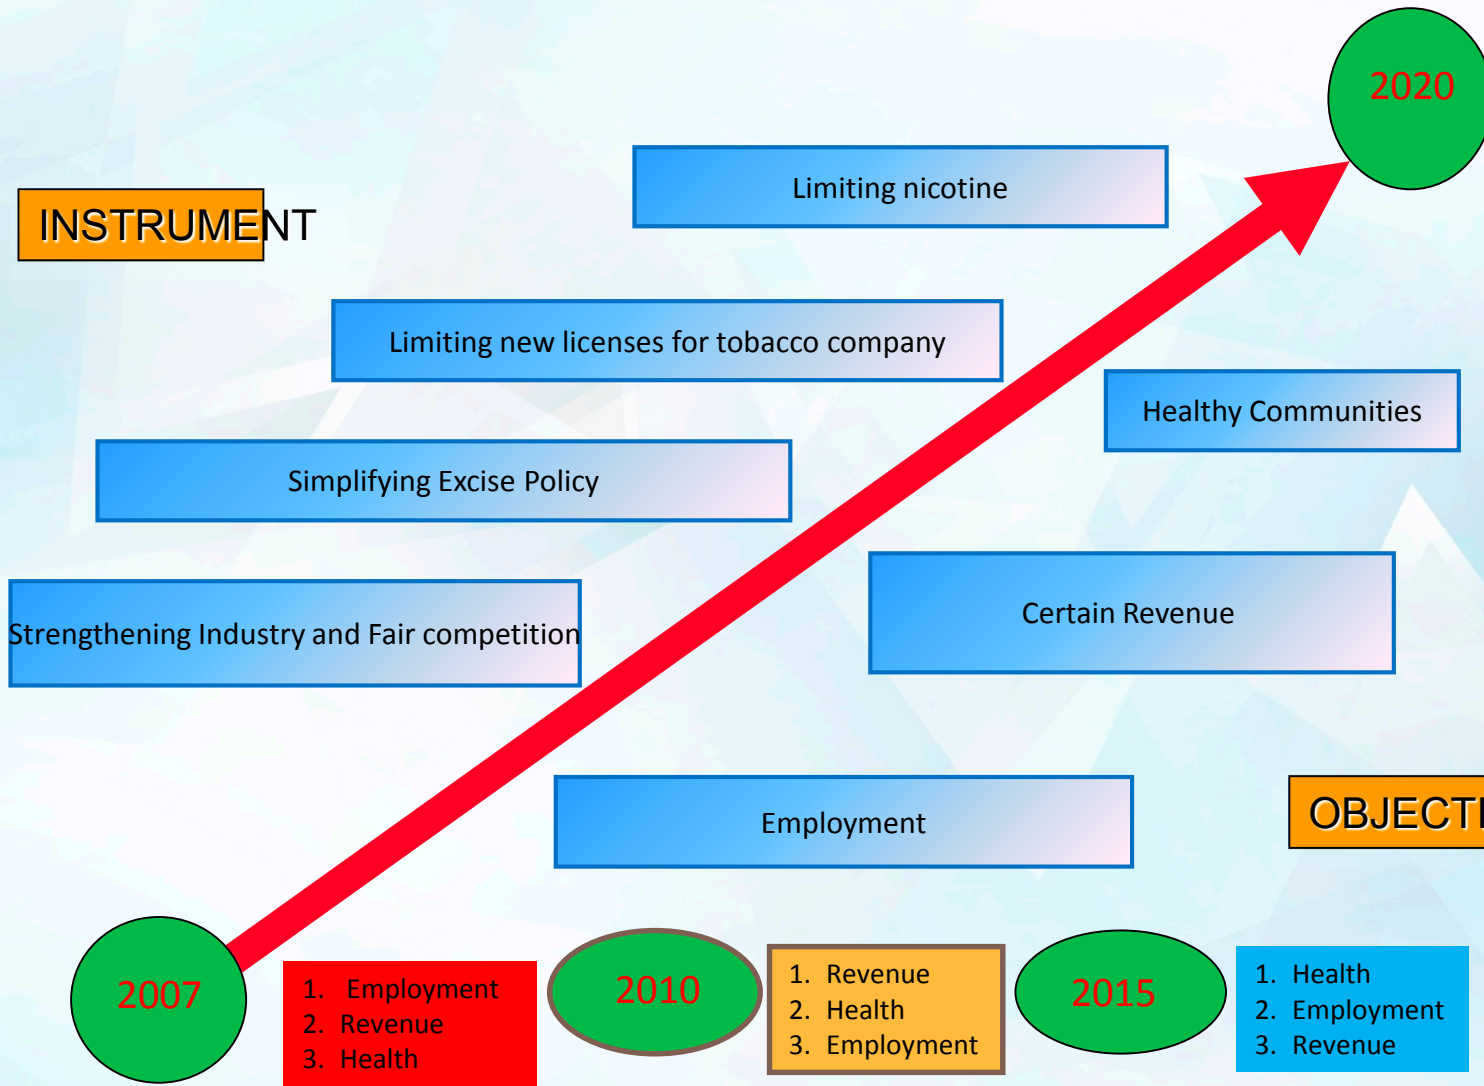 2020
Limiting nicotine
INSTRUMENT
Limiting new licenses for tobacco company
Healthy Communities
Simplifying Excise Policy
Certain Revenue
Strengthening Industry and Fair competition
Employment
OBJECTI
2007
1. Employment
2. Revenue
3. Health
2010
1. Revenue
2. Health
3. Employment
2015
1. Health
2. Employment
3. Revenue